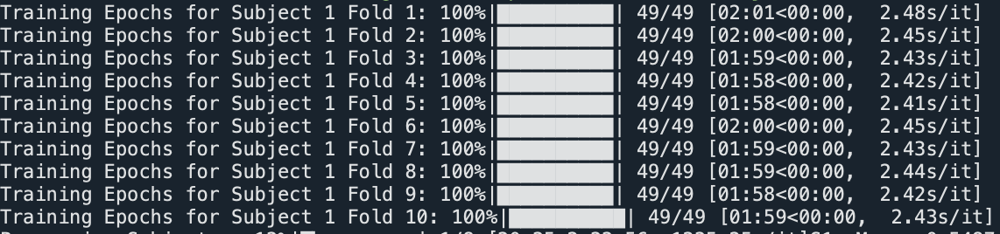 Training Epochs for Subject 1 Fold 1: 100%|██████████| 49/49 [02:01<00:00,  2.48s/it]
Training Epochs for Subject 1 Fold 2: 100%|██████████| 49/49 [02:00<00:00,  2.45s/it]
Training Epochs for Subject 1 Fold 3: 100%|██████████| 49/49 [01:59<00:00,  2.43s/it]
Training Epochs for Subject 1 Fold 4: 100%|██████████| 49/49 [01:58<00:00,  2.42s/it]
Training Epochs for Subject 1 Fold 5: 100%|██████████| 49/49 [01:58<00:00,  2.41s/it]
Training Epochs for Subject 1 Fold 6: 100%|██████████| 49/49 [02:00<00:00,  2.45s/it]
Training Epochs for Subject 1 Fold 7: 100%|██████████| 49/49 [01:59<00:00,  2.43s/it]
Training Epochs for Subject 1 Fold 8: 100%|██████████| 49/49 [01:59<00:00,  2.44s/it]
Training Epochs for Subject 1 Fold 9: 100%|██████████| 49/49 [01:58<00:00,  2.42s/it]
Training Epochs for Subject 1 Fold 10: 100%|██████████| 49/49 [01:59<00:00,  2.43s/it]